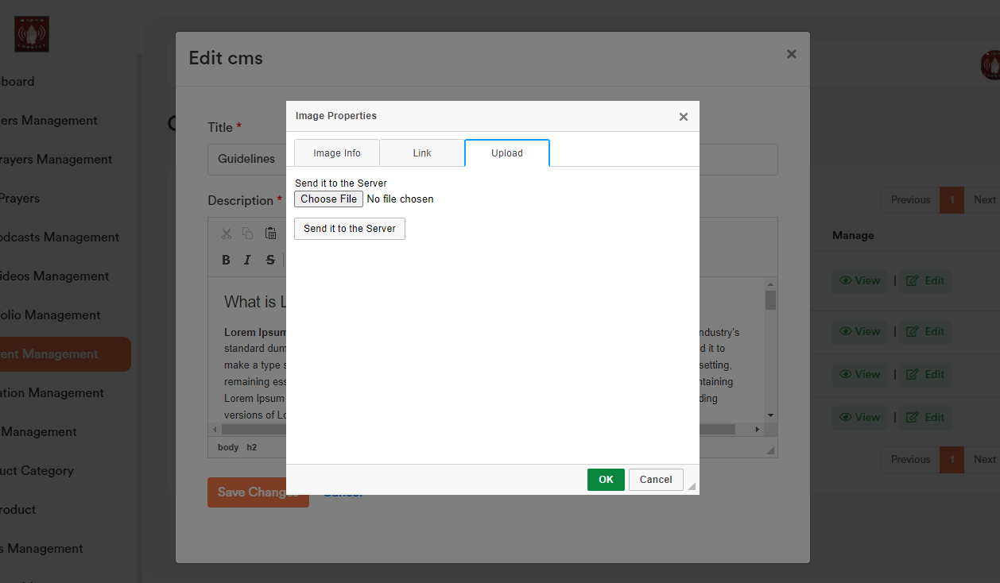 CONNECT
Edit cms
×
board
ers Management
rayers Management
Prayers
odcasts Management
ideos Management
folio Management
ent Management
ation Management
Management
uct Category
roduct
s Management
Title *
Guidelines
Description *
B I S
What is L
Lorem Ipsum
ndustry's
standard dum
d it to
make a type s
setting,
remaining ess
ntaining
Lorem Ipsum
ding
versions of Lo
body h2
Save Changes
Cancel
Image Properties
×
Image Info
Link
Upload
Send it to the Server
Choose File No file chosen
Send it to the Server
OK
Cancel
Previous 1 Next
Manage
View | Edit
View | Edit
View | Edit
View | Edit
Previous 1 Next